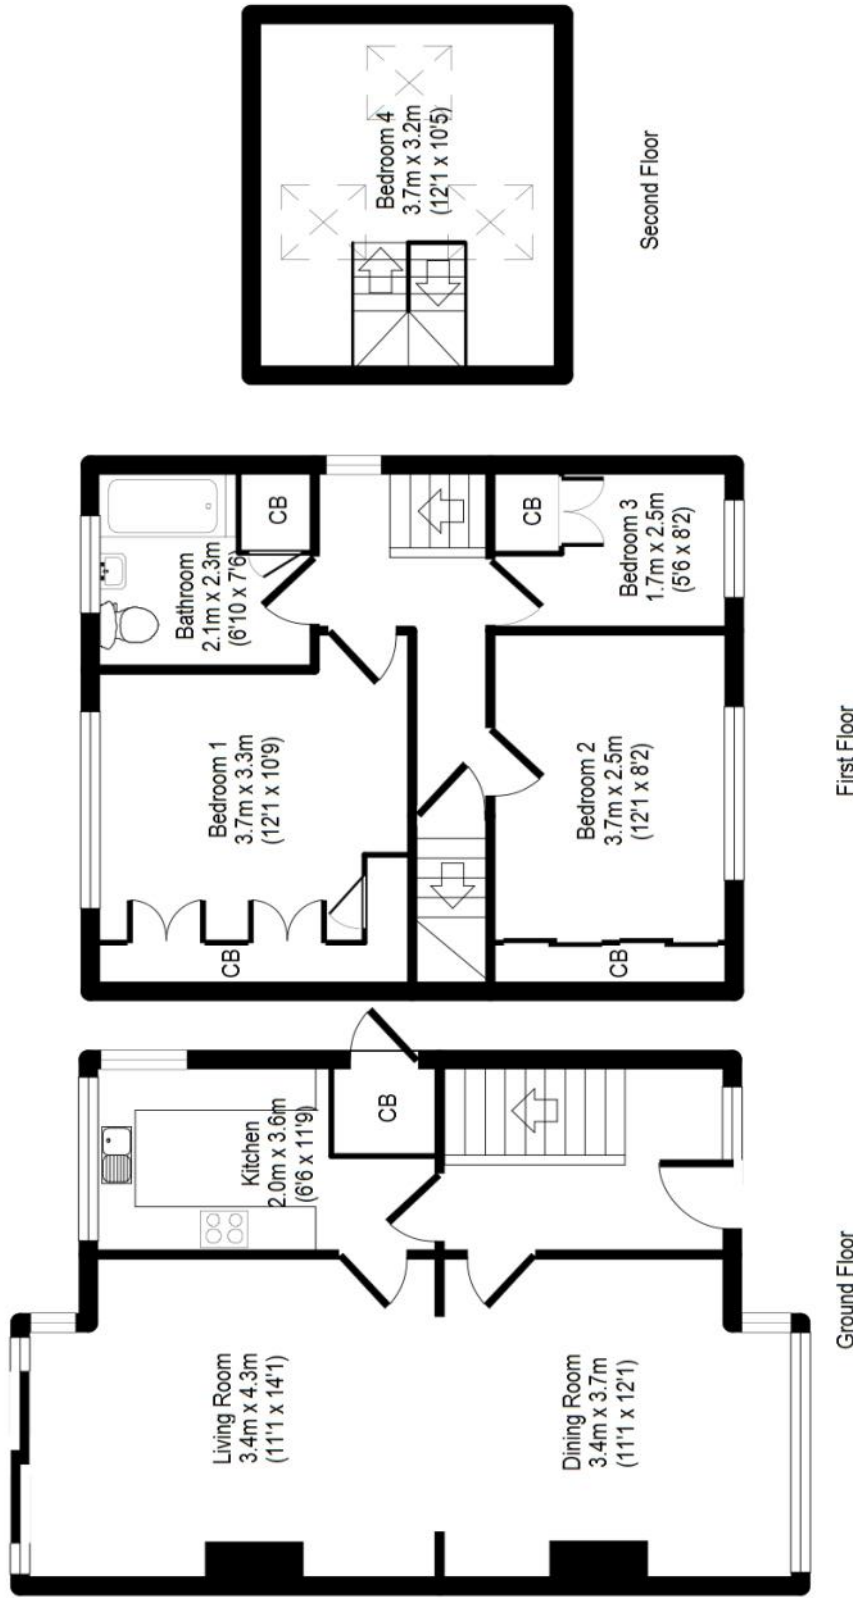 Living Room
3.4m x 4.3m
(11'1 x 14'1)
Kitchen
2.0m x 3.6m
(6'6 x 11'9)
CB
Dining Room
3.4m x 3.7m
(11'1 x 12'1)
Ground Floor
CB
Bedroom 1
3.7m x 3.3m
(12'1 x 10'9)
Bathroom
2.1m x 2.3m
(6'10 x 7'6)
CB
CB
Bedroom 2
3.7m x 2.5m
(12'1 x 8'2)
CB
Bedroom 3
1.7m x 2.5m
(5'6 x 8'2)
First Floor
Bedroom 4
3.7m x 3.2m
(12'1 x 10'5)
Second Floor